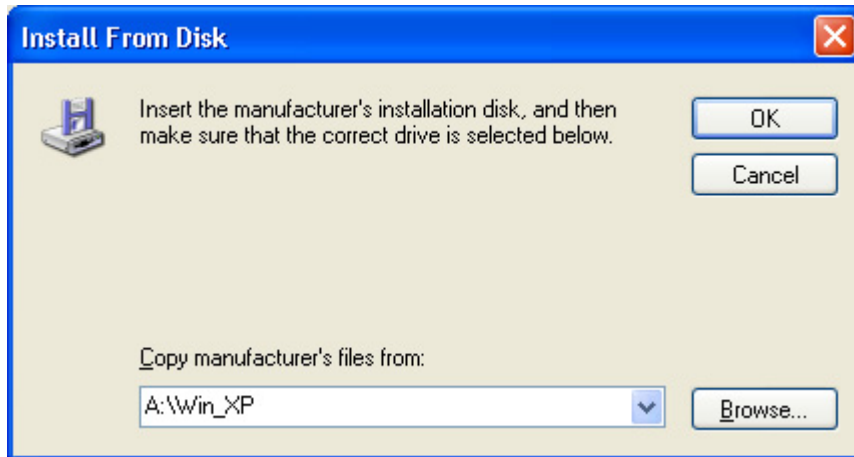 Install From Disk
Insert the manufacturer's installation disk, and then
make sure that the correct drive is selected below.
OK
Cancel
Copy manufacturer's files from:
A:\Win_XP
Browse...